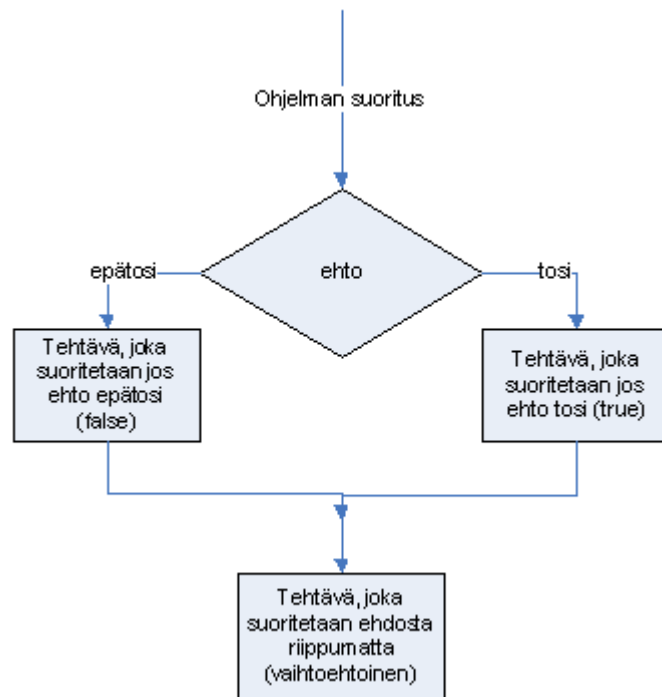 Ohjelman suoritus
epätosi
ehto
tosi
Tehtävä, joka
suoritetaan jos
ehto epätosi
(false)
Tehtävä, joka
suoritetaan jos
ehto tosi (true)
Tehtävä, joka
suoritetaan ehdosta
riippumatta
(vaihtoehtoinen)